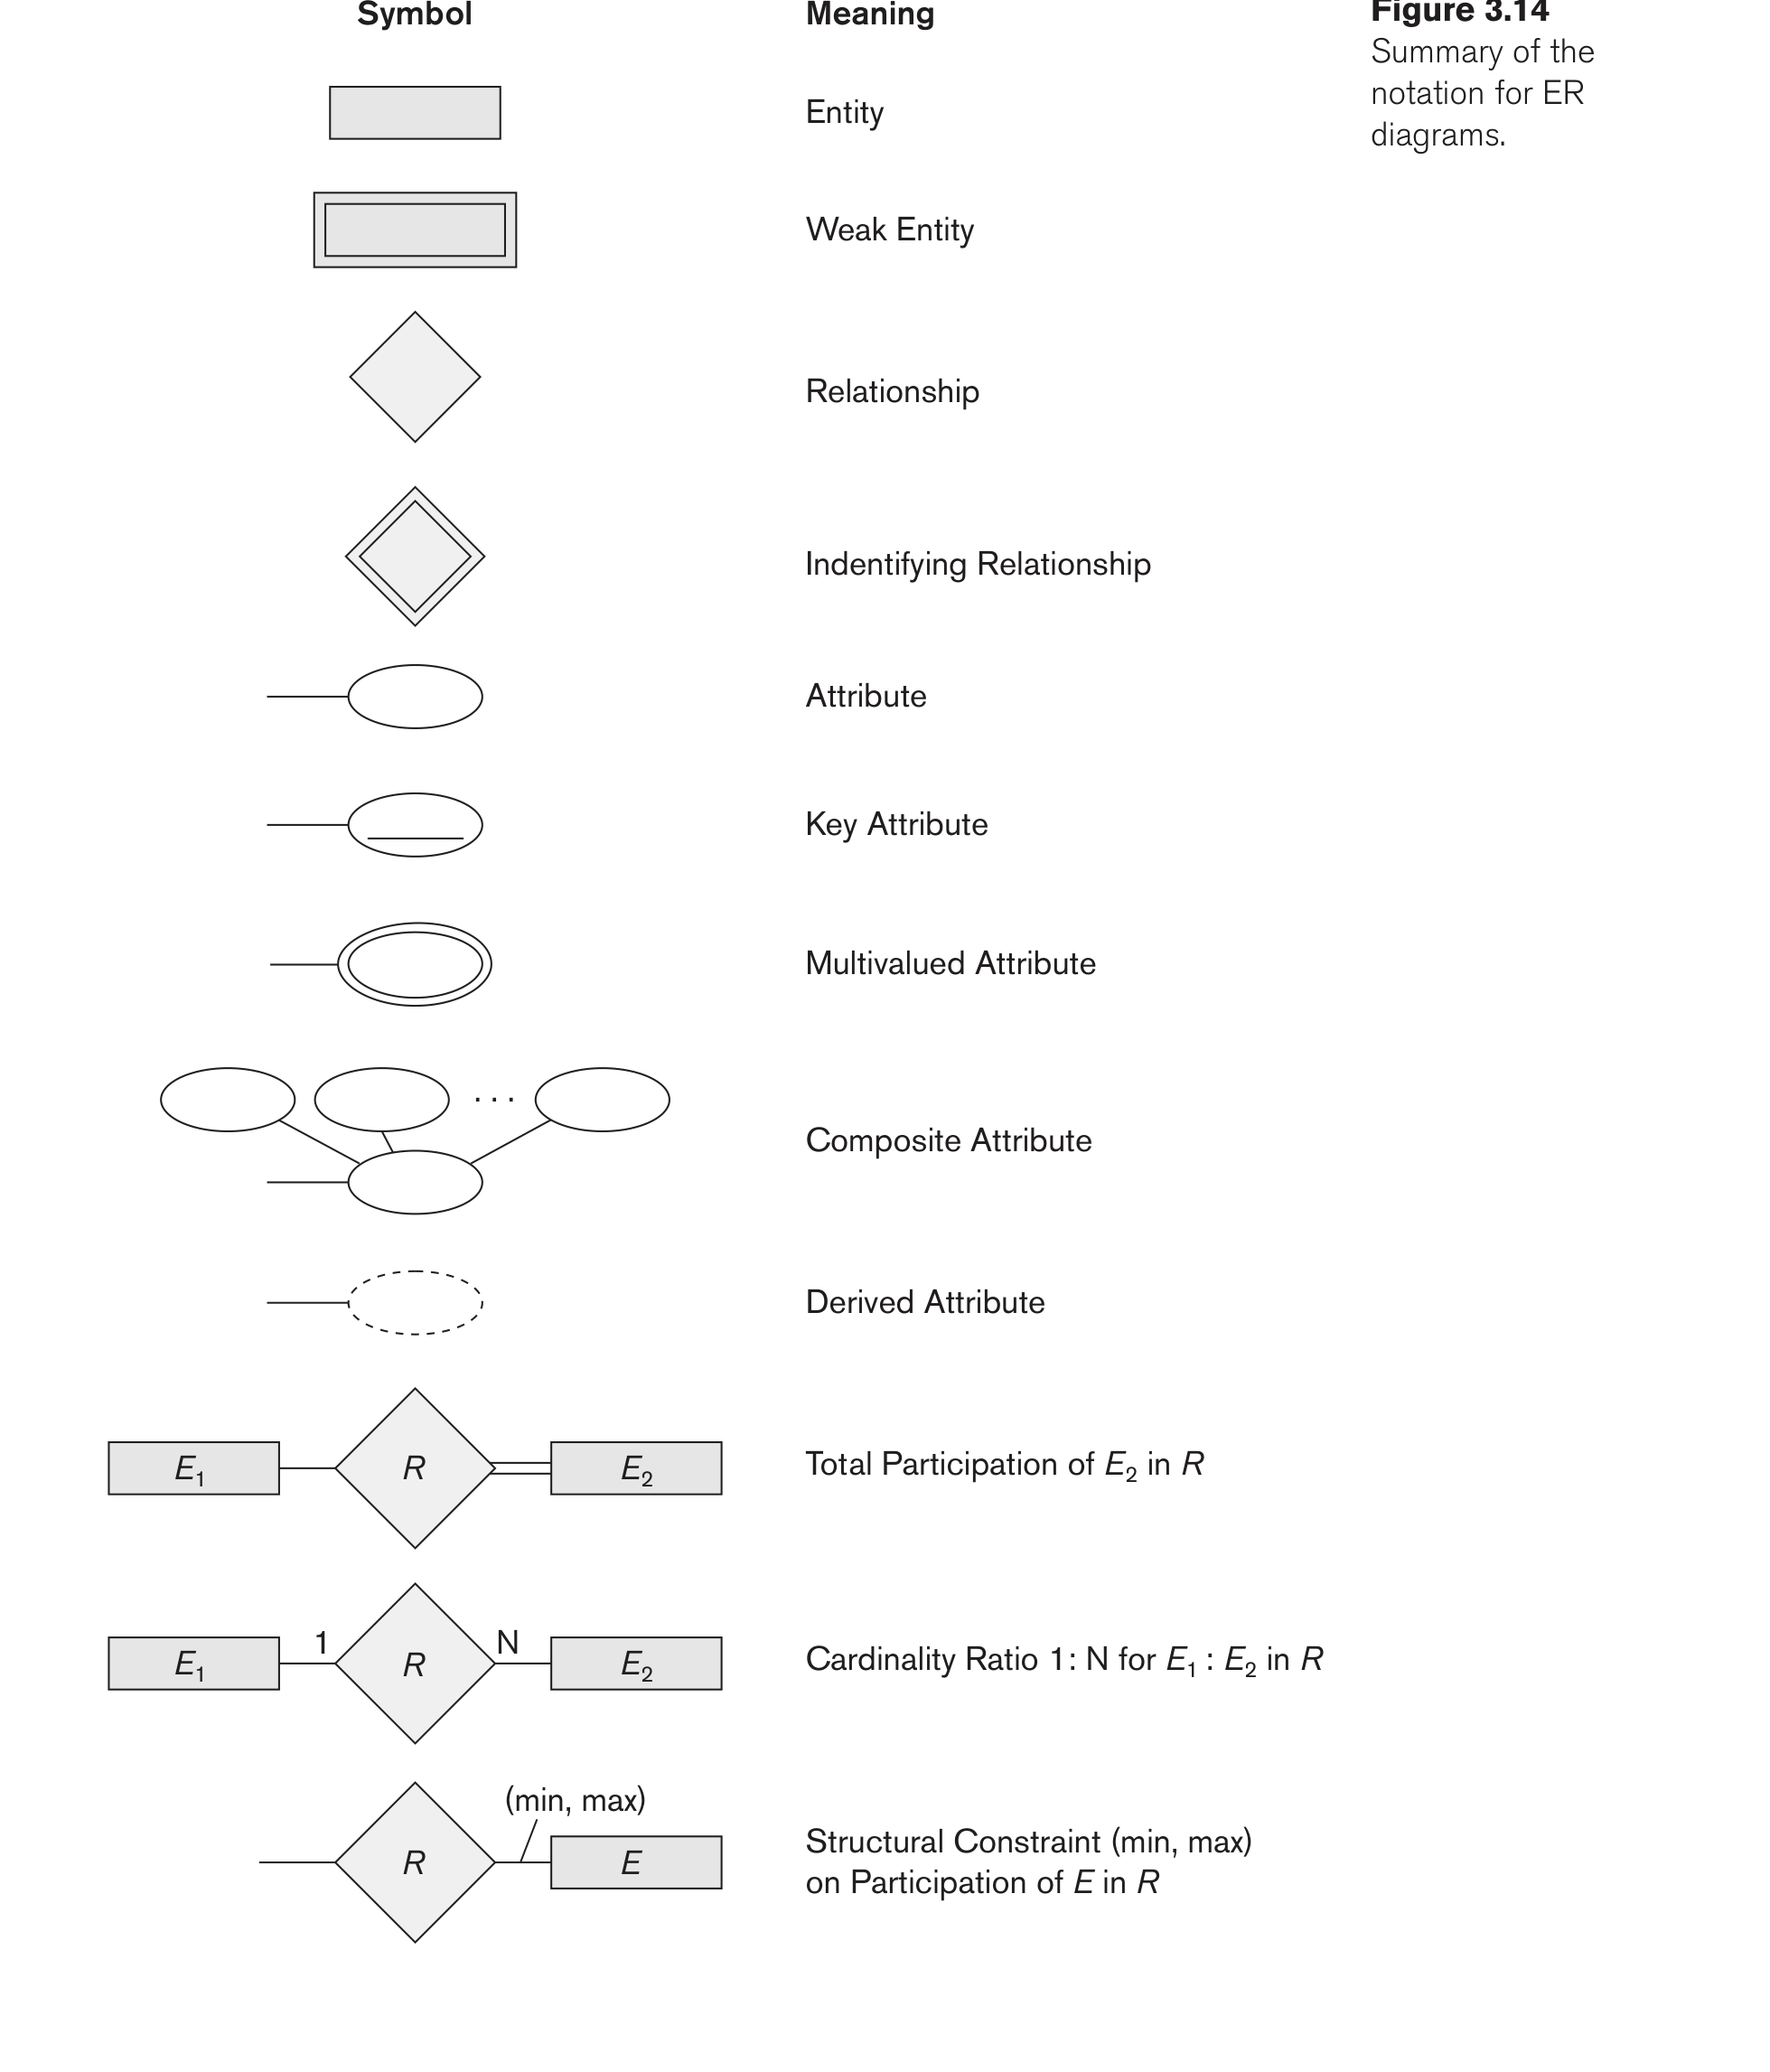 Symbol Meaning
Figure 3.14
Summary of the
notation for ER
diagrams.
Entity
Weak Entity
Relationship
Indentifying Relationship
Attribute
Key Attribute
Multivalued Attribute
. . .
Composite Attribute
Derived Attribute
E₁ R E₂ Total Participation of E₂ in R
E₁ 1 R N E₂ Cardinality Ratio 1: N for E₁ : E₂ in R
(min, max)
R E
Structural Constraint (min, max)
on Participation of E in R